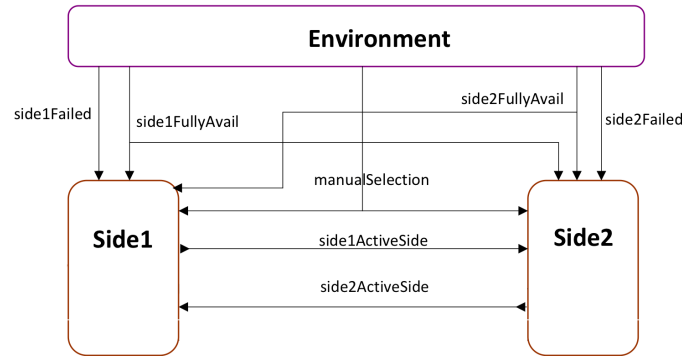 Environment
side1Failed
side1FullyAvail
side2FullyAvail
side2Failed
manualSelection
Side1
Side2
side1ActiveSide
side2ActiveSide